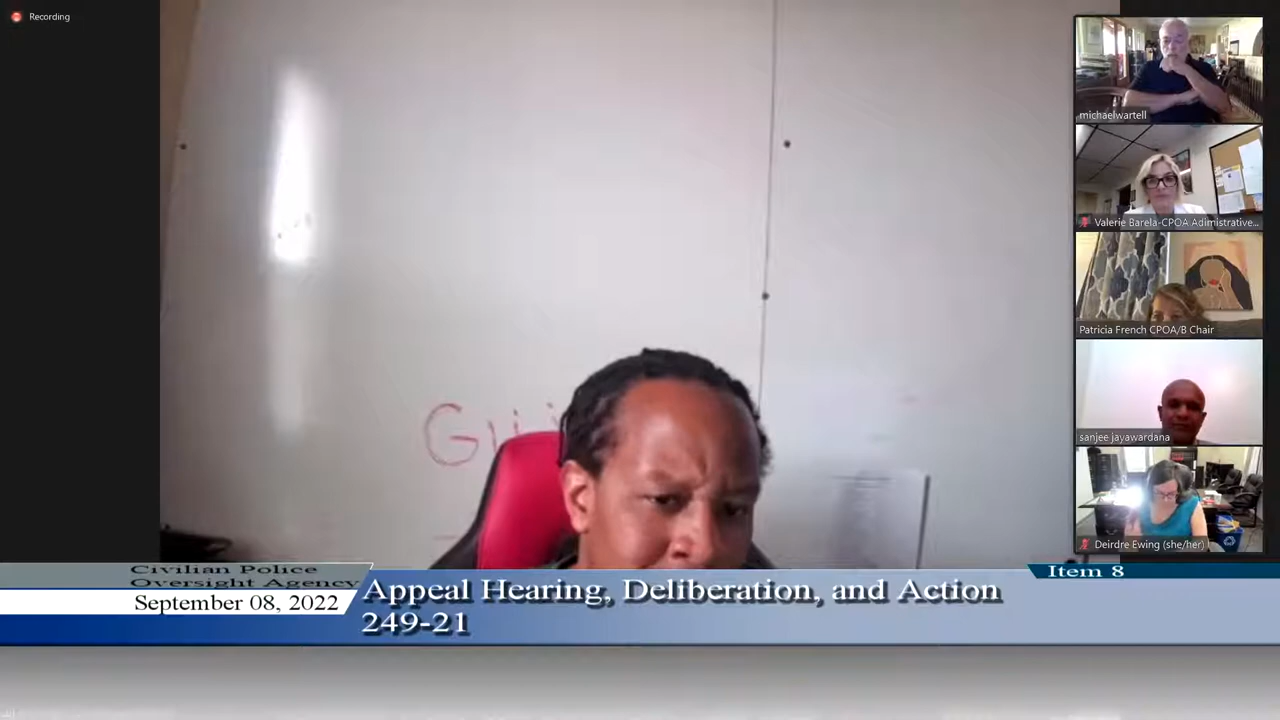 Recording
michaelwartell
Valerie Barela-CPOA Adimistrative...
Patricia French CPOA/B Chair
sanjee jayawardana
Deirdre Ewing (she/her)
Civilian Police
Oversight Agency
September 08, 2022
Appeal Hearing, Deliberation, and Action
249-21
Item 8